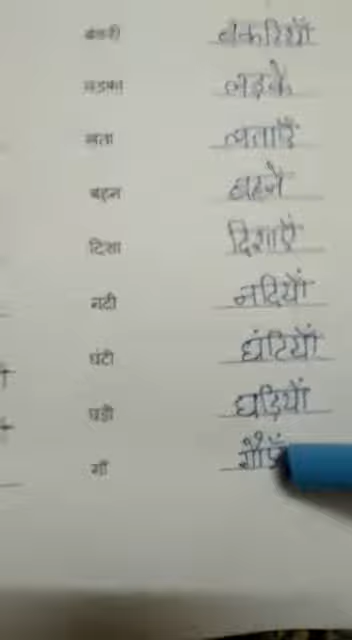 बकरी बकरियाँ
लड़का लड़के
लता लताएँ
बहन बहनें
दिशा दिशाएँ
नदी नदियाँ
घंटी घंटियाँ
घड़ी घड़ियाँ
गौ गौएँ